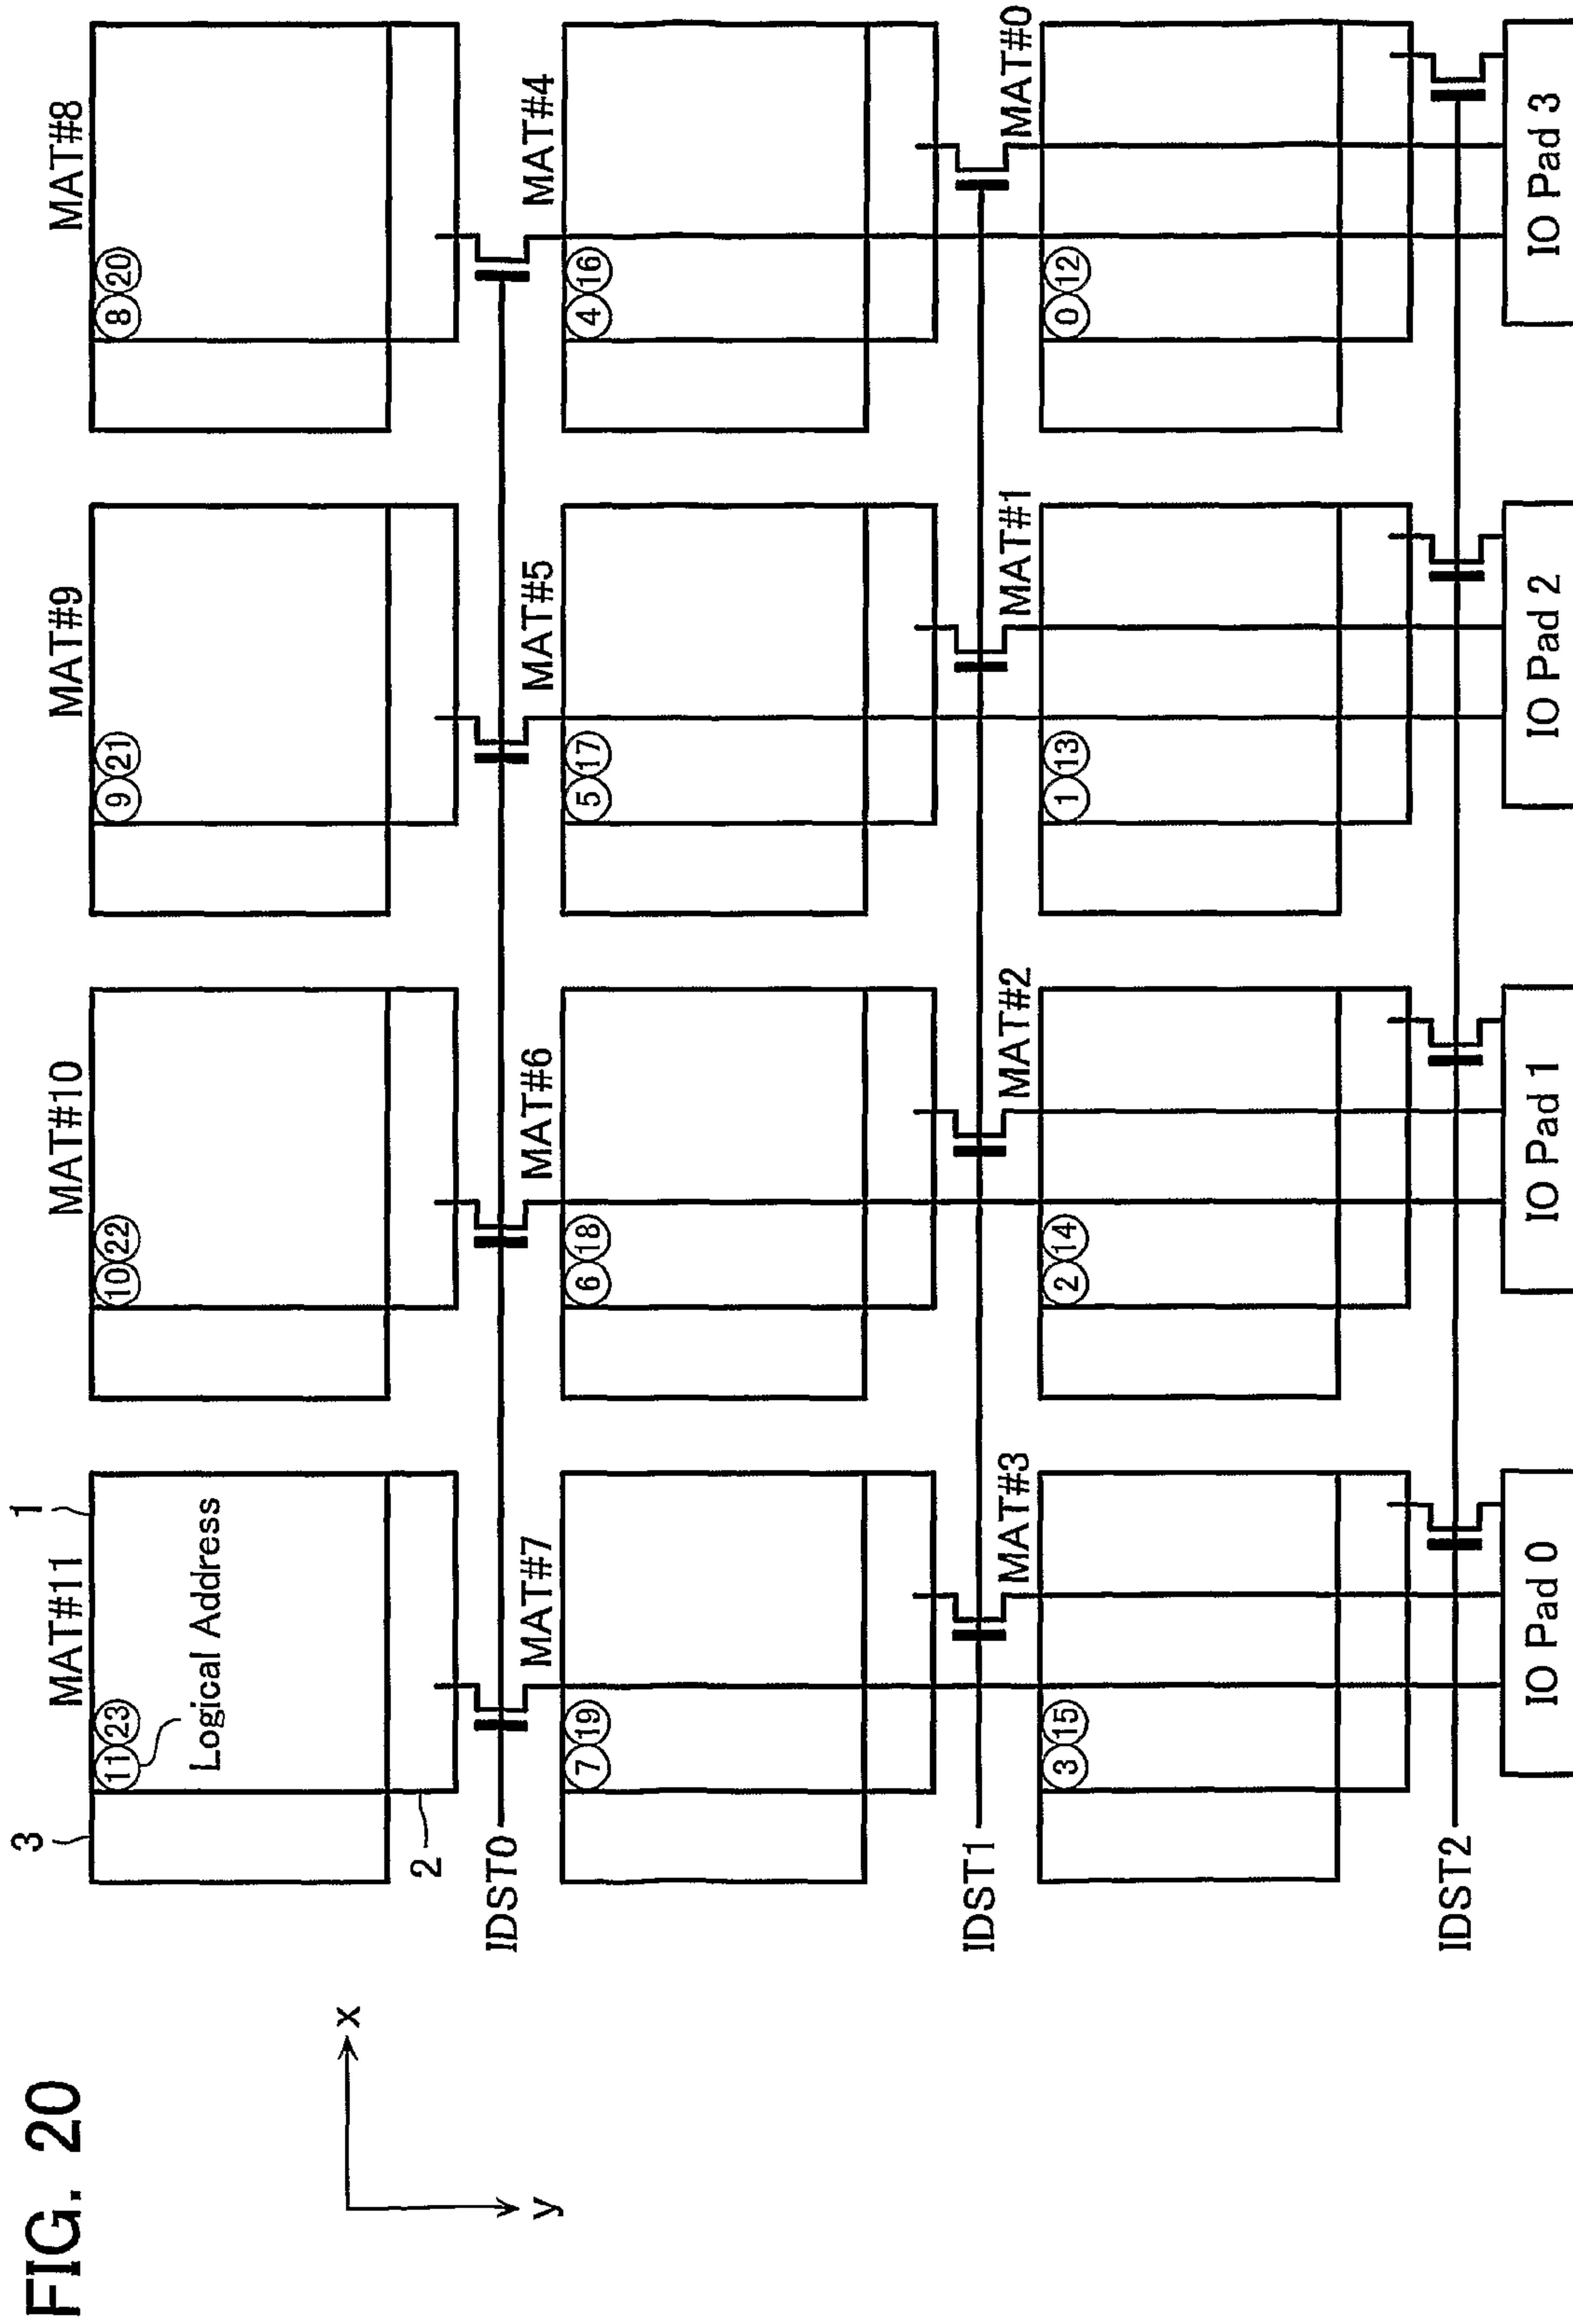 FIG. 20
x
y
3
1
MAT#11
MAT#10
MAT#9
MAT#8
11 23
10 22
9 21
8 20
Logical Address
2
IDST0
MAT#7
MAT#6
MAT#5
MAT#4
7 19
6 18
5 17
4 16
IDST1
MAT#3
MAT#2
MAT#1
MAT#0
3 15
2 14
1 13
0 12
IDST2
IO Pad 0
IO Pad 1
IO Pad 2
IO Pad 3